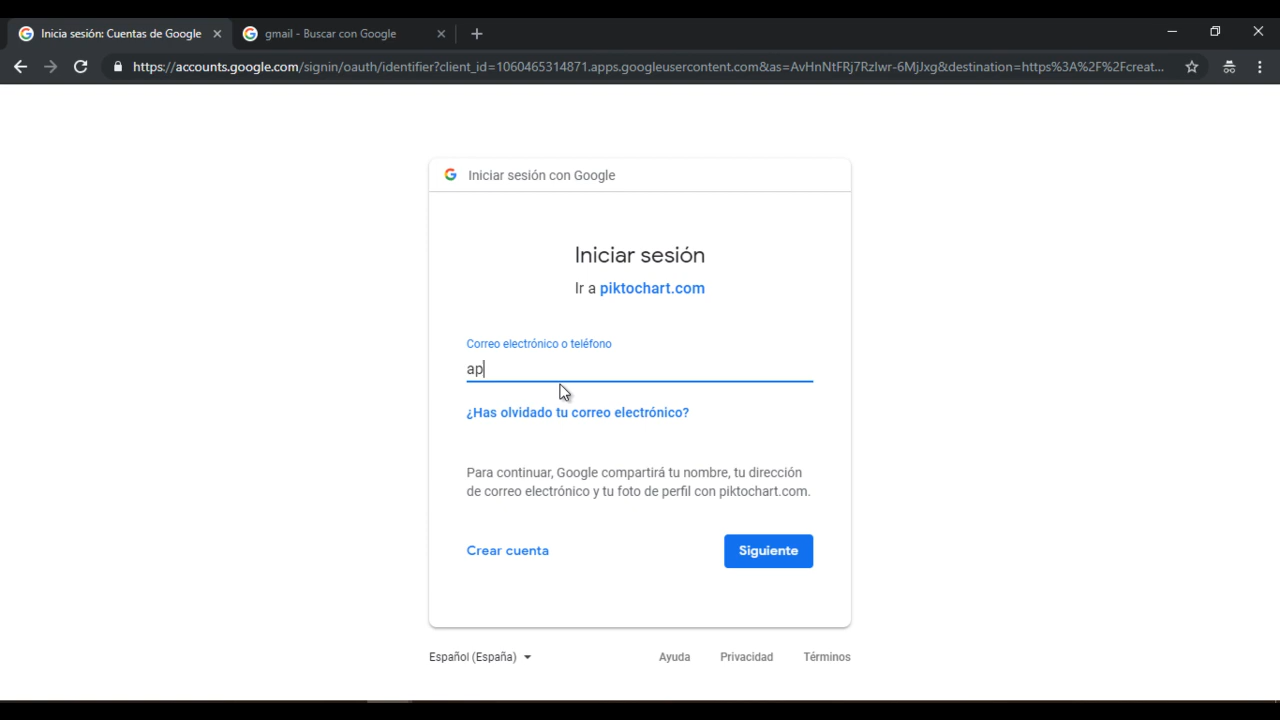 Inicia sesión: Cuentas de Google
gmail - Buscar con Google
https://accounts.google.com/signin/oauth/identifier?client_id=1060465314871.apps.googleusercontent.com&as=AvHnNtFRj7Rzlwr-6MjJxg&destination=https%3A%2F%2Fcreat...
Iniciar sesión con Google
Iniciar sesión
Ir a piktochart.com
Correo electrónico o teléfono
ap
¿Has olvidado tu correo electrónico?
Para continuar, Google compartirá tu nombre, tu dirección
de correo electrónico y tu foto de perfil con piktochart.com.
Crear cuenta
Siguiente
Español (España)
Ayuda
Privacidad
Términos